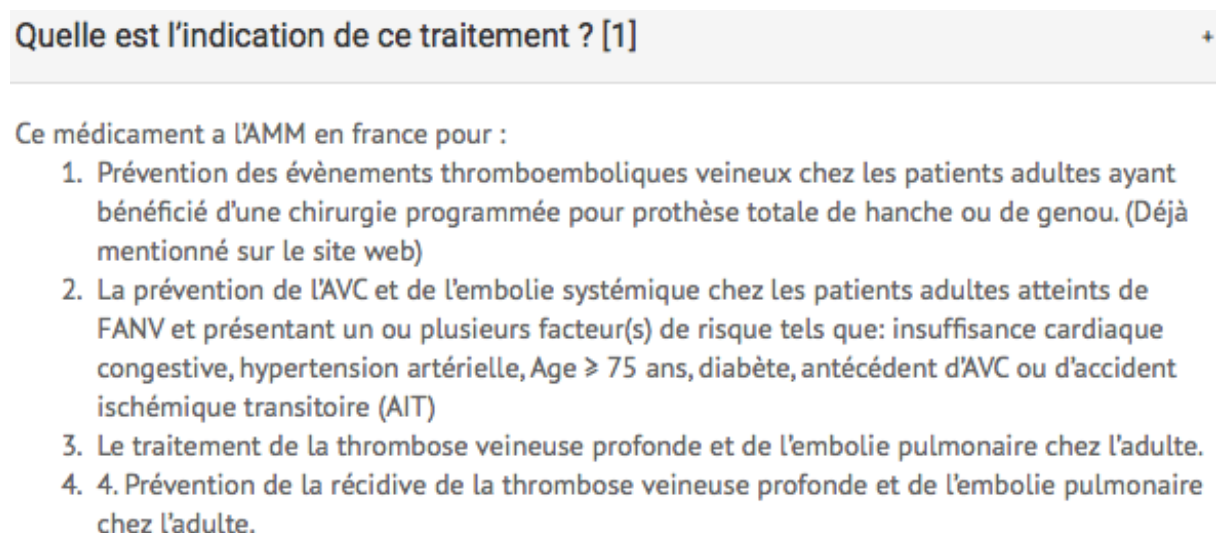 Quelle est l’indication de ce traitement ? [1] +
Ce médicament a l’AMM en france pour :
1. Prévention des évènements thromboemboliques veineux chez les patients adultes ayant
bénéficié d’une chirurgie programmée pour prothèse totale de hanche ou de genou. (Déjà
mentionné sur le site web)
2. La prévention de l’AVC et de l’embolie systémique chez les patients adultes atteints de
FANV et présentant un ou plusieurs facteur(s) de risque tels que: insuffisance cardiaque
congestive, hypertension artérielle, Age ⩾ 75 ans, diabète, antécédent d’AVC ou d’accident
ischémique transitoire (AIT)
3. Le traitement de la thrombose veineuse profonde et de l’embolie pulmonaire chez l’adulte.
4. 4. Prévention de la récidive de la thrombose veineuse profonde et de l’embolie pulmonaire
chez l’adulte.